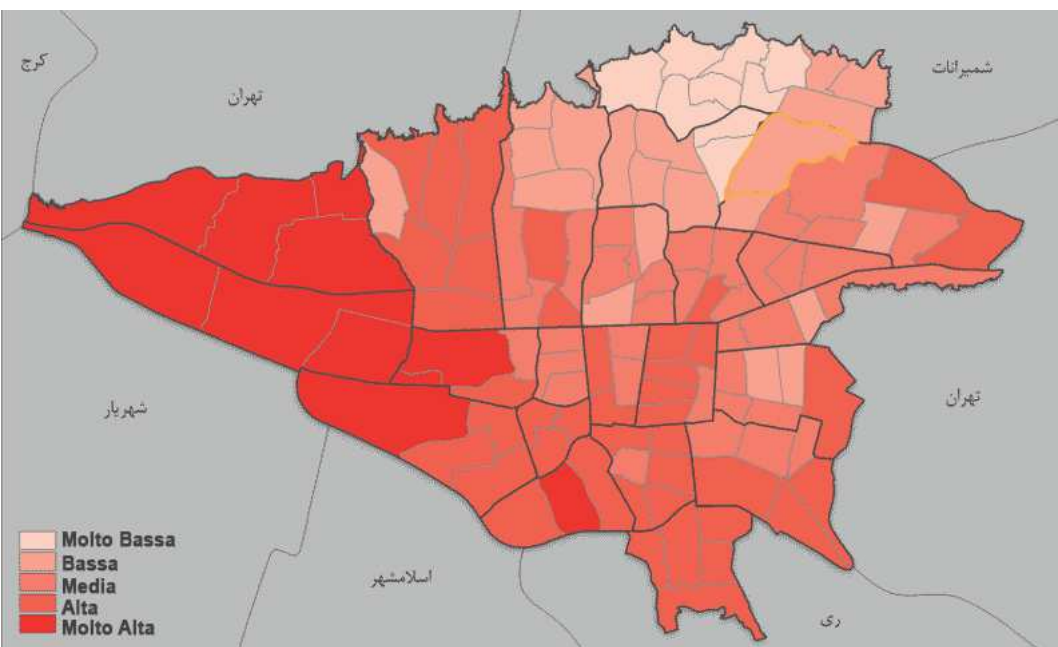 کرج
تهران
شمیرانات
شهریار
تهران
اسلامشهر
ری
Molto Bassa
Bassa
Media
Alta
Molto Alta